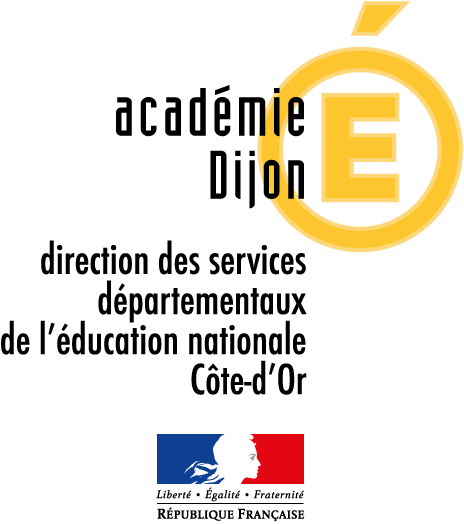 É
académie
Dijon
direction des services
départementaux
de l'éducation nationale
Côte-d'Or
Liberté • Égalité • Fraternité
RÉPUBLIQUE FRANÇAISE